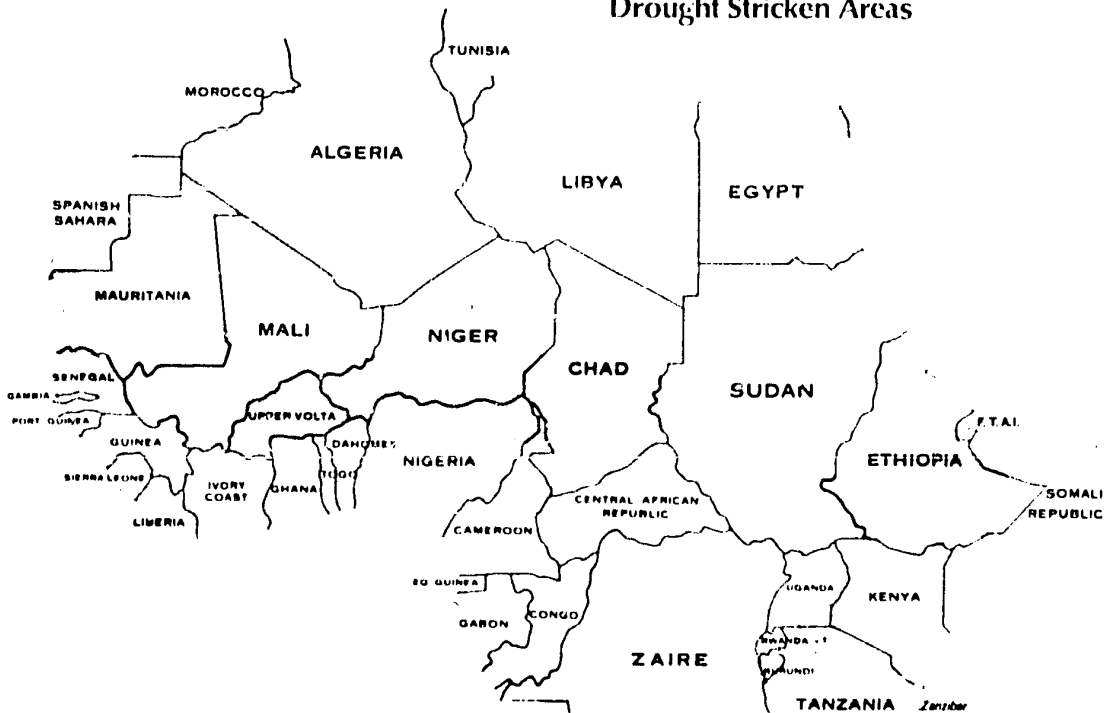 Drought Stricken Areas
TUNISIA
MOROCCO
ALGERIA
LIBYA
EGYPT
SPANISH
SAHARA
MAURITANIA
MALI
NIGER
CHAD
SUDAN
SENEGAL
GAMBIA
PORT GUINEA
UPPER VOLTA
GUINEA
DAHOMEY
NIGERIA
F.T.A.I.
ETHIOPIA
SIERRA LEONE
IVORY
COAST
GHANA
TOGO
LIBERIA
CENTRAL AFRICAN
REPUBLIC
SOMALI
REPUBLIC
CAMEROON
EQ GUINEA
GABON
CONGO
UGANDA
KENYA
RWANDA
BURUNDI
ZAIRE
TANZANIA
Zanzibar